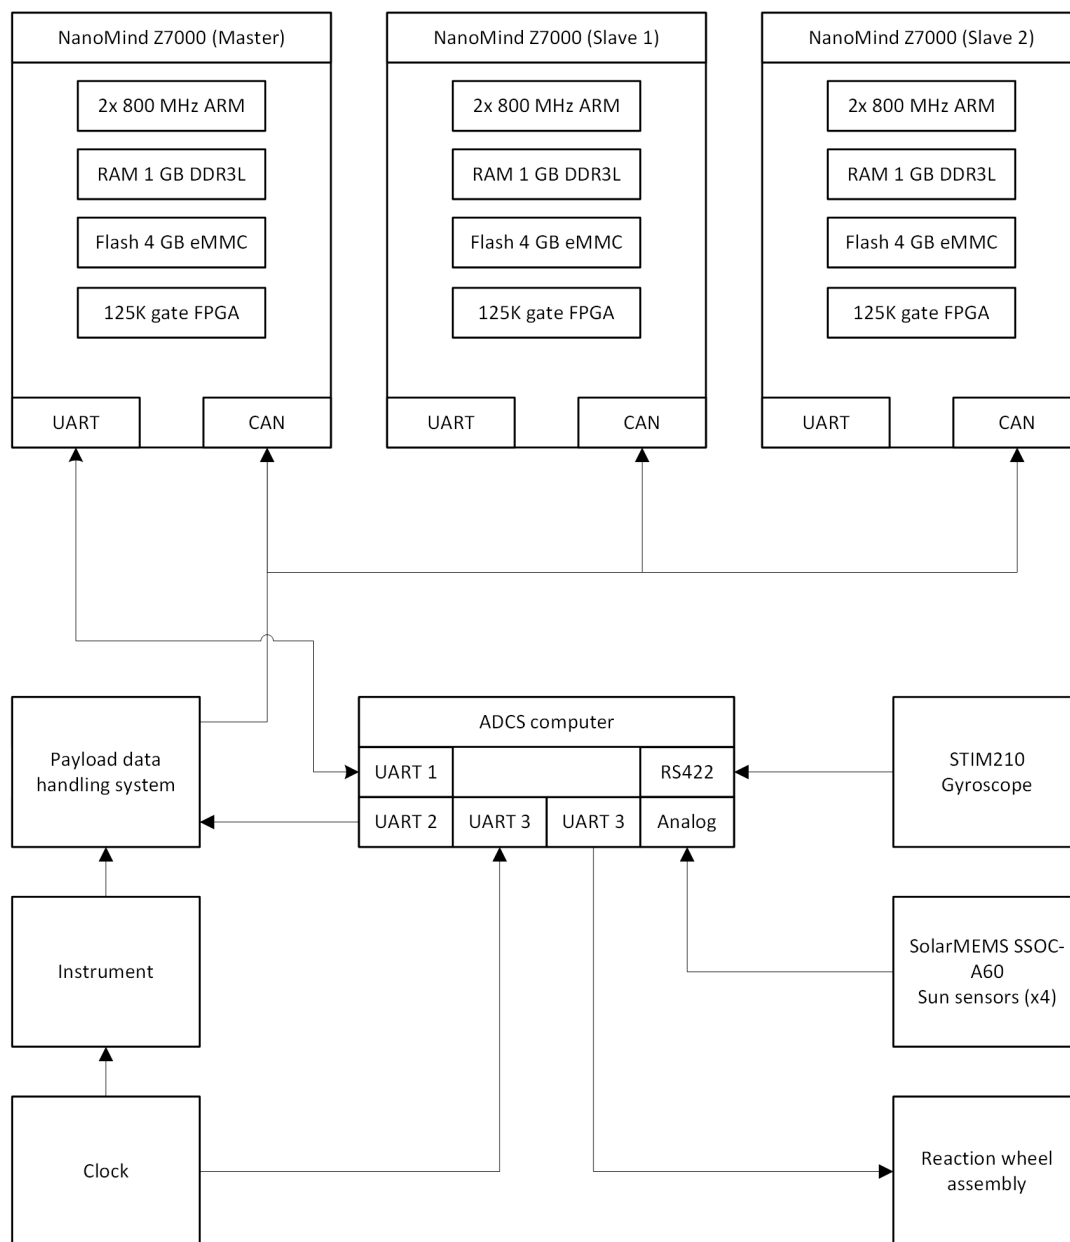 NanoMind Z7000 (Master)
2x 800 MHz ARM
RAM 1 GB DDR3L
Flash 4 GB eMMC
125K gate FPGA
UART
CAN
NanoMind Z7000 (Slave 1)
2x 800 MHz ARM
RAM 1 GB DDR3L
Flash 4 GB eMMC
125K gate FPGA
UART
CAN
NanoMind Z7000 (Slave 2)
2x 800 MHz ARM
RAM 1 GB DDR3L
Flash 4 GB eMMC
125K gate FPGA
UART
CAN
Payload data
handling system
ADCS computer
UART 1
RS422
UART 2
UART 3
UART 3
Analog
STIM210
Gyroscope
Instrument
SolarMEMS SSOC-
A60
Sun sensors (x4)
Clock
Reaction wheel
assembly